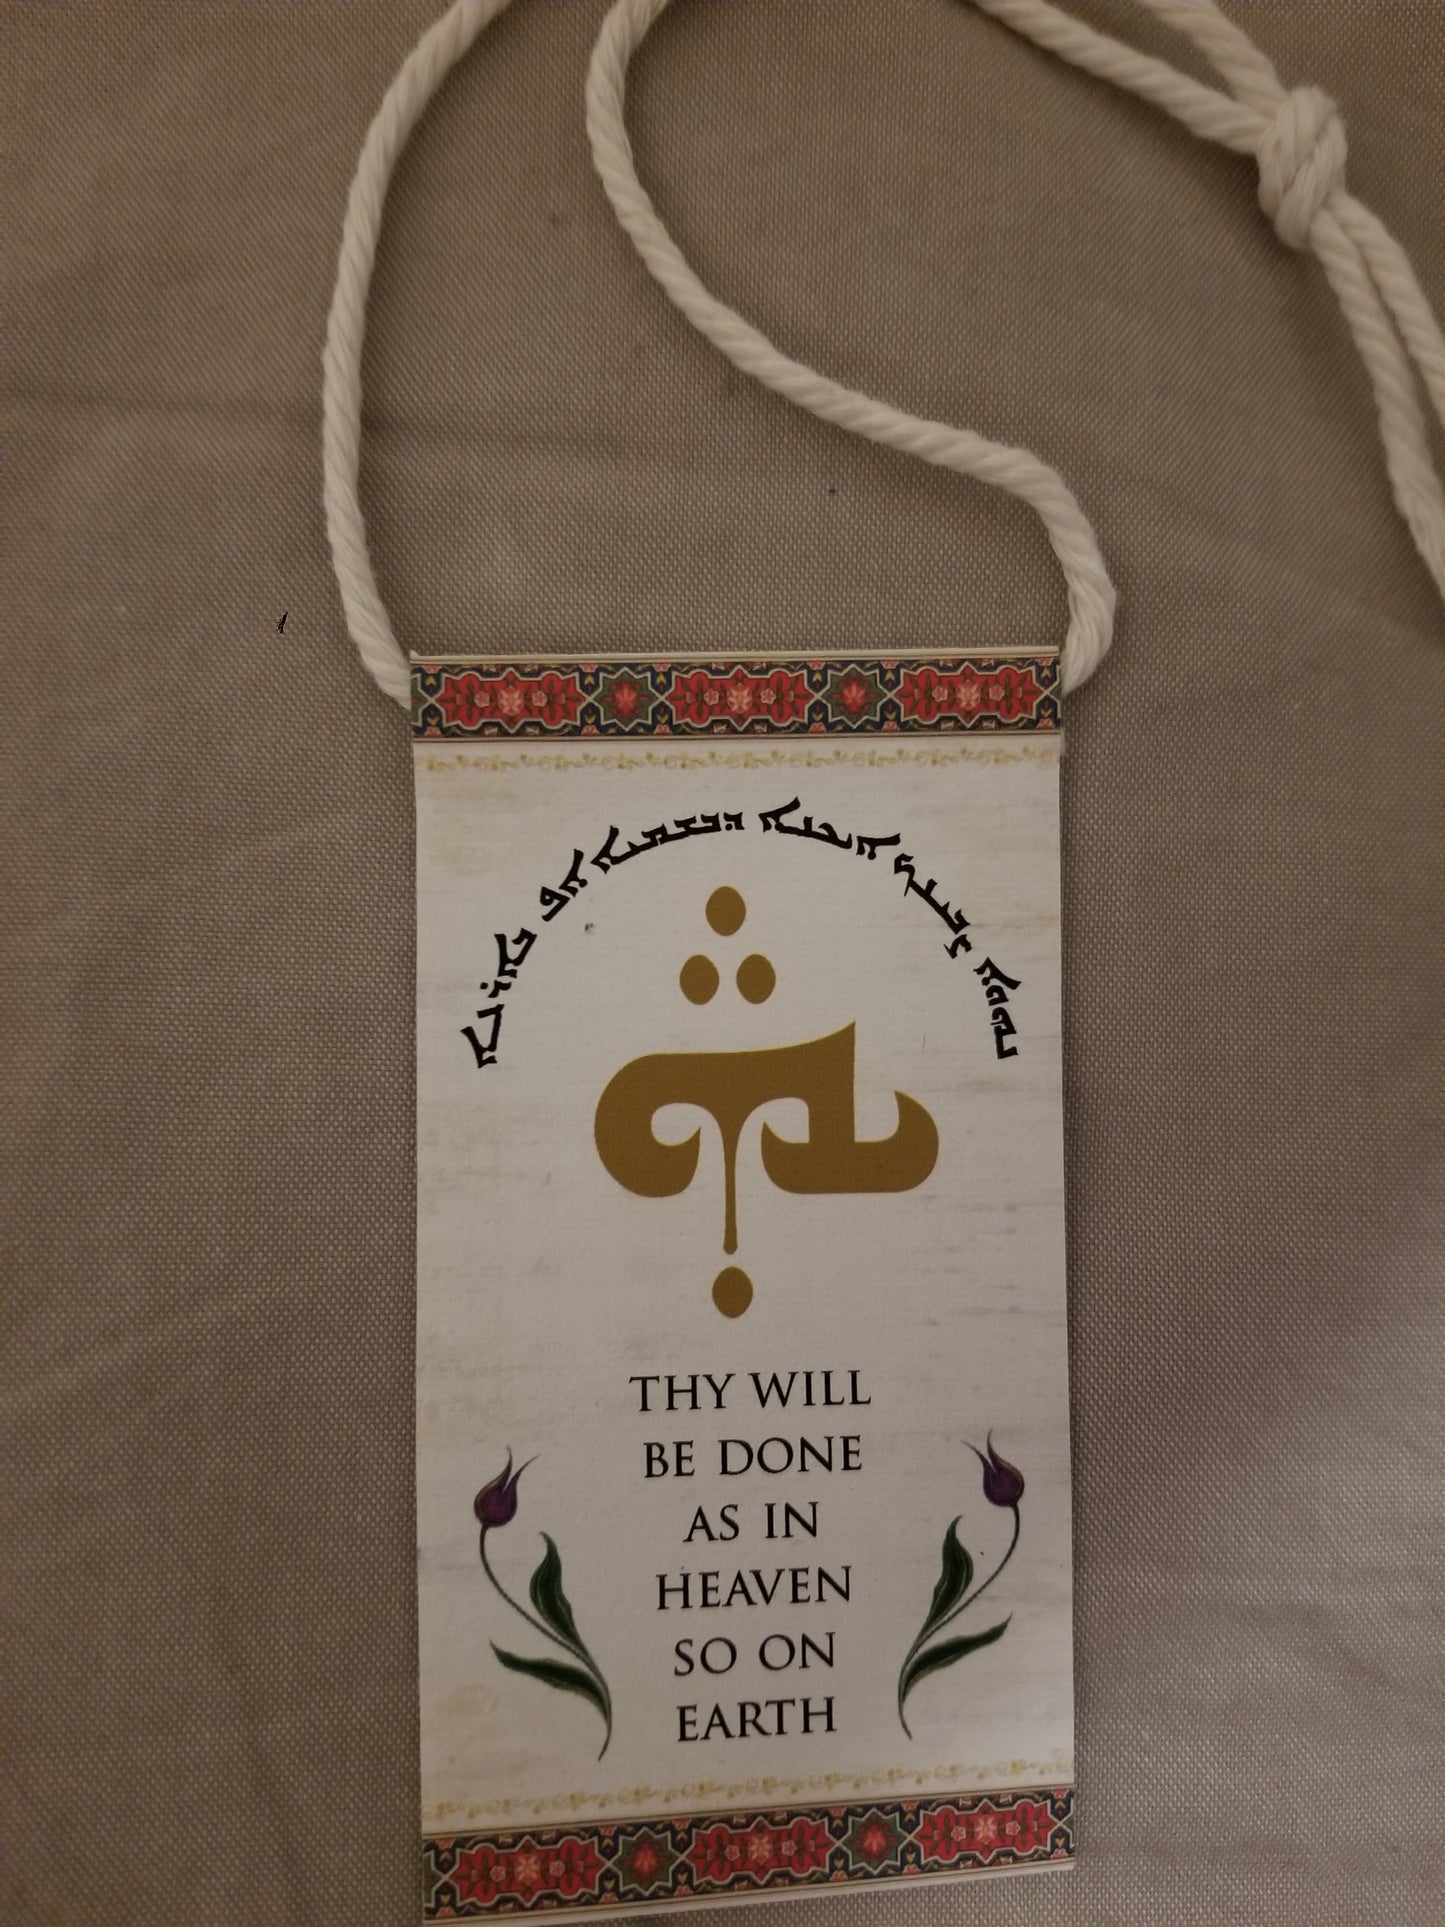 ܢܗܘܐ ܨܒܝܢܟ ܐܝܟܢܐ ܕܒܫܡܝܐ ܐܦ ܒܐܪܥܐ
THY WILL
BE DONE
AS IN
HEAVEN
SO ON
EARTH